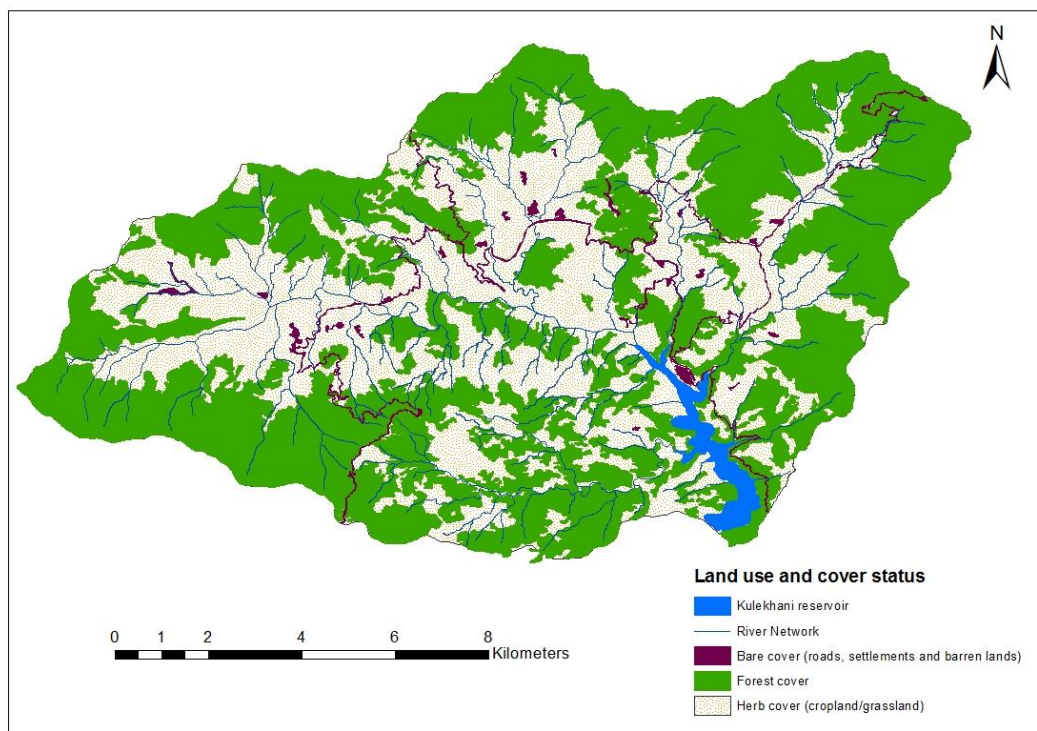 N
Land use and cover status
Kulekhani reservoir
River Network
Bare cover (roads, settlements and barren lands)
Forest cover
Herb cover (cropland/grassland)
0 1 2 4 6 8
Kilometers